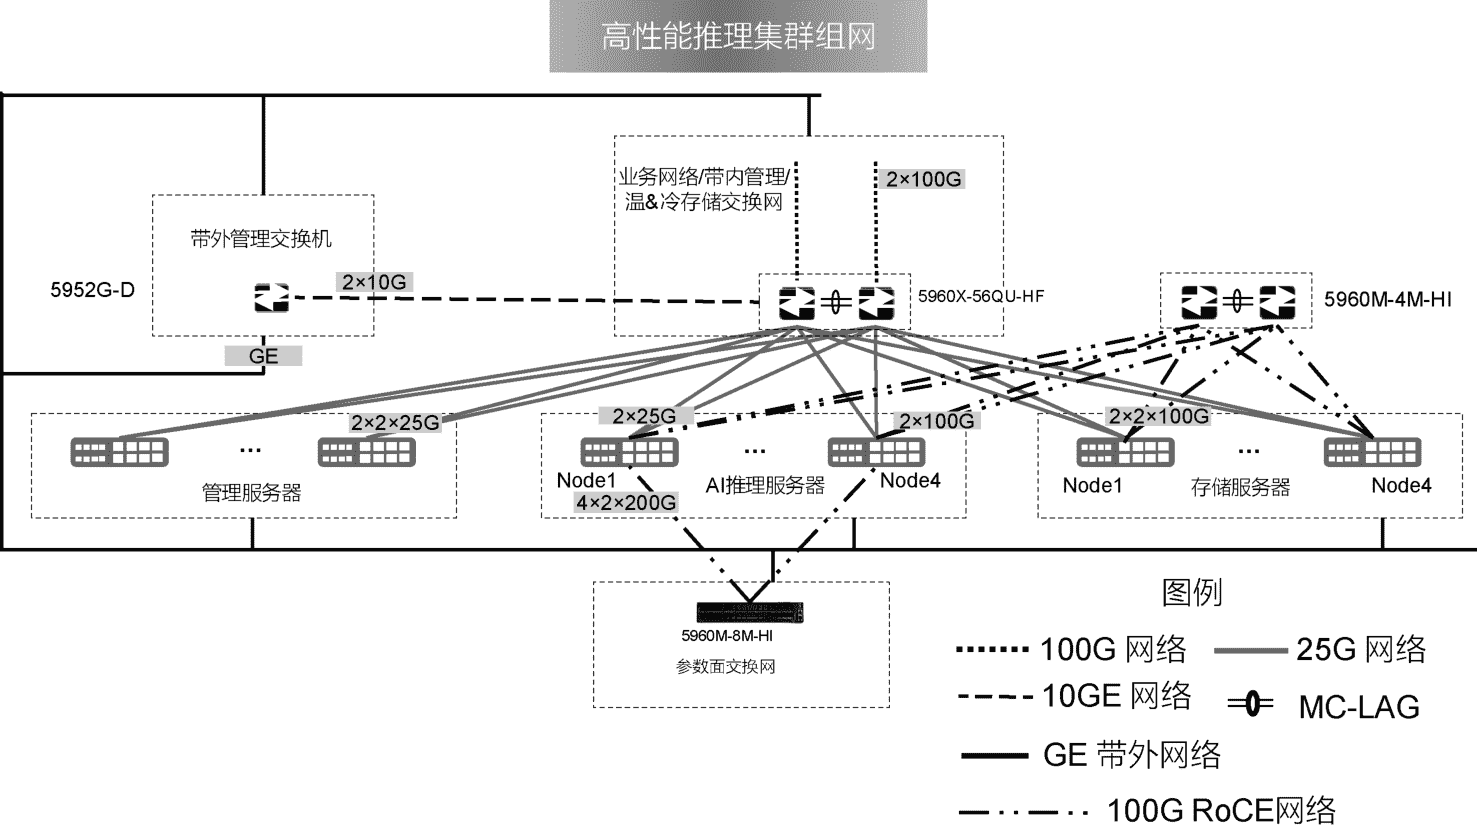 高性能推理集群组网
业务网络/带内管理/
温&冷存储交换网
2×100G
带外管理交换机
5952G-D
2×10G
5960X-56QU-HF
5960M-4M-HI
GE
2×2×25G
2×25G
2×100G
2×2×100G
...
...
...
管理服务器
Node1
AI推理服务器
Node4
Node1
存储服务器
Node4
4×2×200G
5960M-8M-HI
参数面交换网
图例
100G 网络
25G 网络
10GE 网络
MC-LAG
GE 带外网络
100G RoCE网络